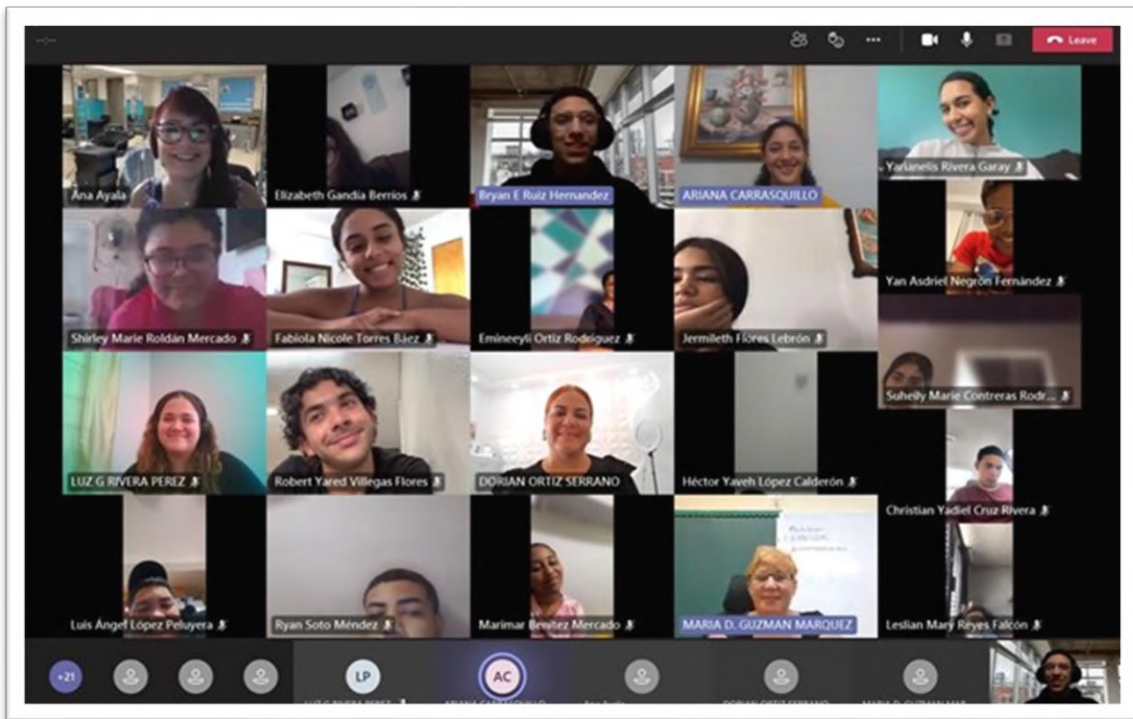 --:--
Leave
Ana Ayala
Elizabeth Gandía Berríos
Bryan E Ruiz Hernandez
ARIANA CARRASQUILLO
Yarianelis Rivera Garay
Shirley Marie Roldán Mercado
Fabiola Nicole Torres Báez
Emineeyli Ortiz Rodríguez
Jermileth Flores Lebrón
Yan Asdriel Negrón Fernández
Suheily Marie Contreras Rodr...
LUZ G RIVERA PEREZ
Robert Yared Villegas Flores
DORIAN ORTIZ SERRANO
Héctor Yaveh López Calderón
Christian Yadiel Cruz Rivera
Luis Ángel López Peluyera
Ryan Soto Méndez
Marimar Benítez Mercado
MARIA D. GUZMAN MARQUEZ
Leslian Mary Reyes Falcón
+21
LP
AC